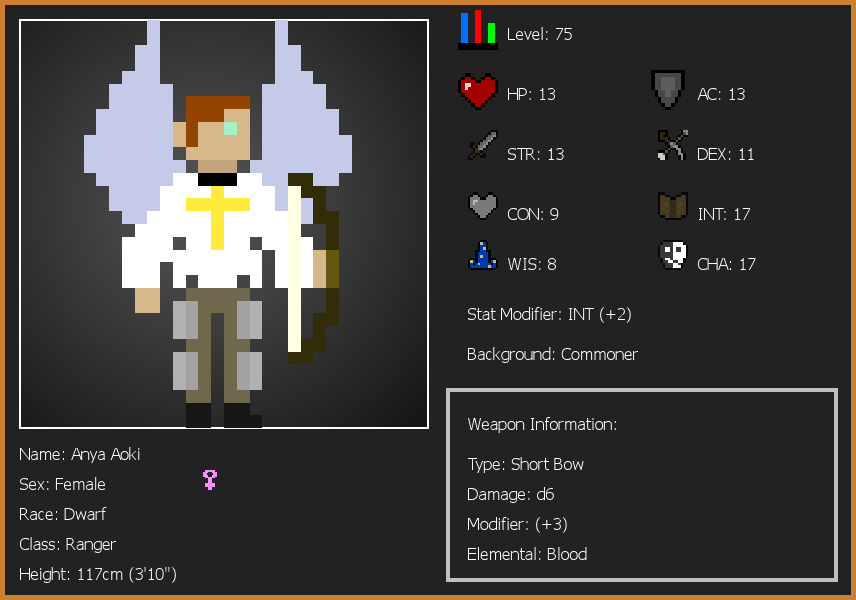 Level: 75
HP: 13
AC: 13
STR: 13
DEX: 11
CON: 9
INT: 17
WIS: 8
CHA: 17
Stat Modifier: INT (+2)
Background: Commoner
Weapon Information:
Type: Short Bow
Damage: d6
Modifier: (+3)
Elemental: Blood
Name: Anya Aoki
Sex: Female
Race: Dwarf
Class: Ranger
Height: 117cm (3'10")